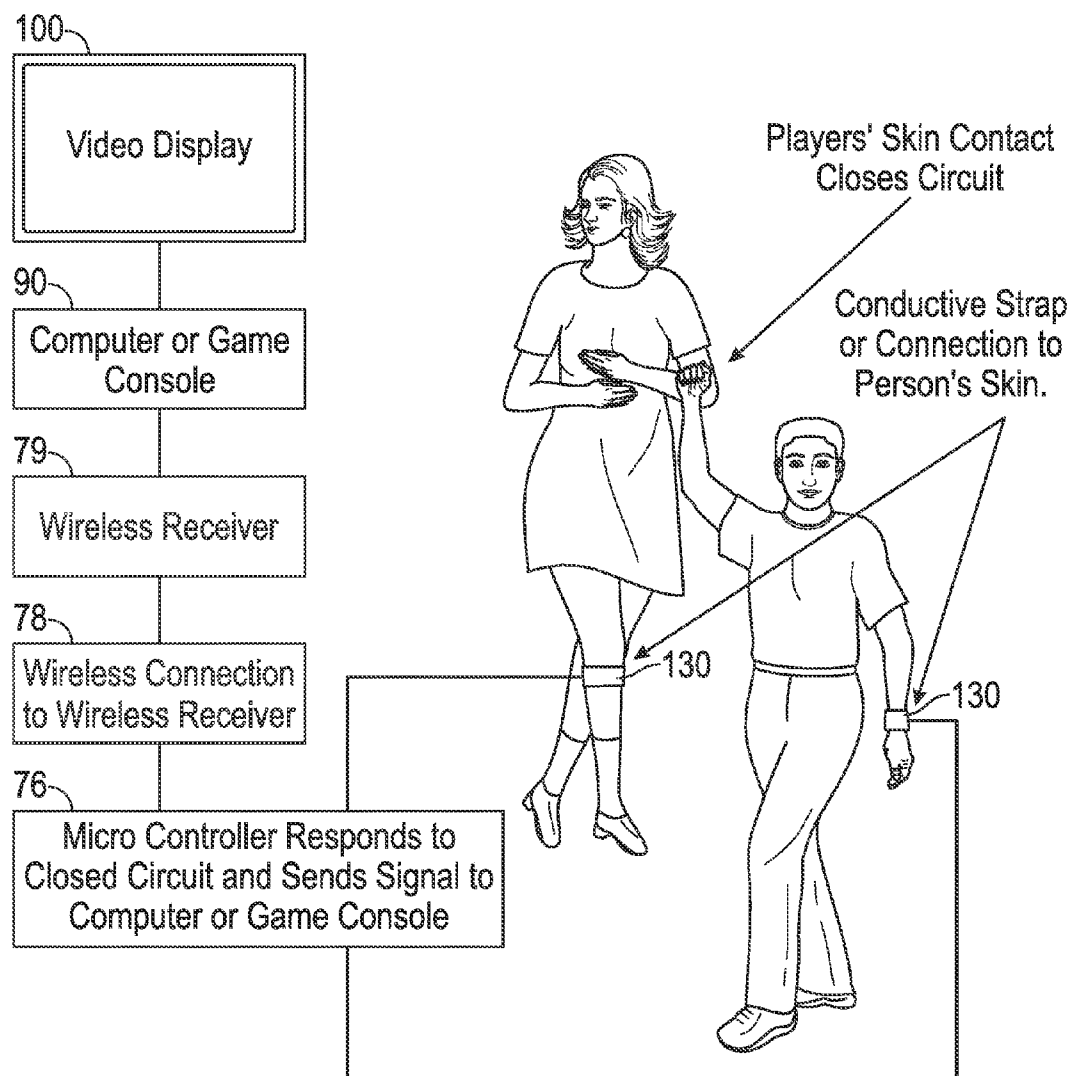 100
Video Display
90
Computer or Game
Console
79
Wireless Receiver
78
Wireless Connection
to Wireless Receiver
76
Micro Controller Responds to
Closed Circuit and Sends Signal to
Computer or Game Console
Players' Skin Contact
Closes Circuit
Conductive Strap
or Connection to
Person's Skin.
130
130